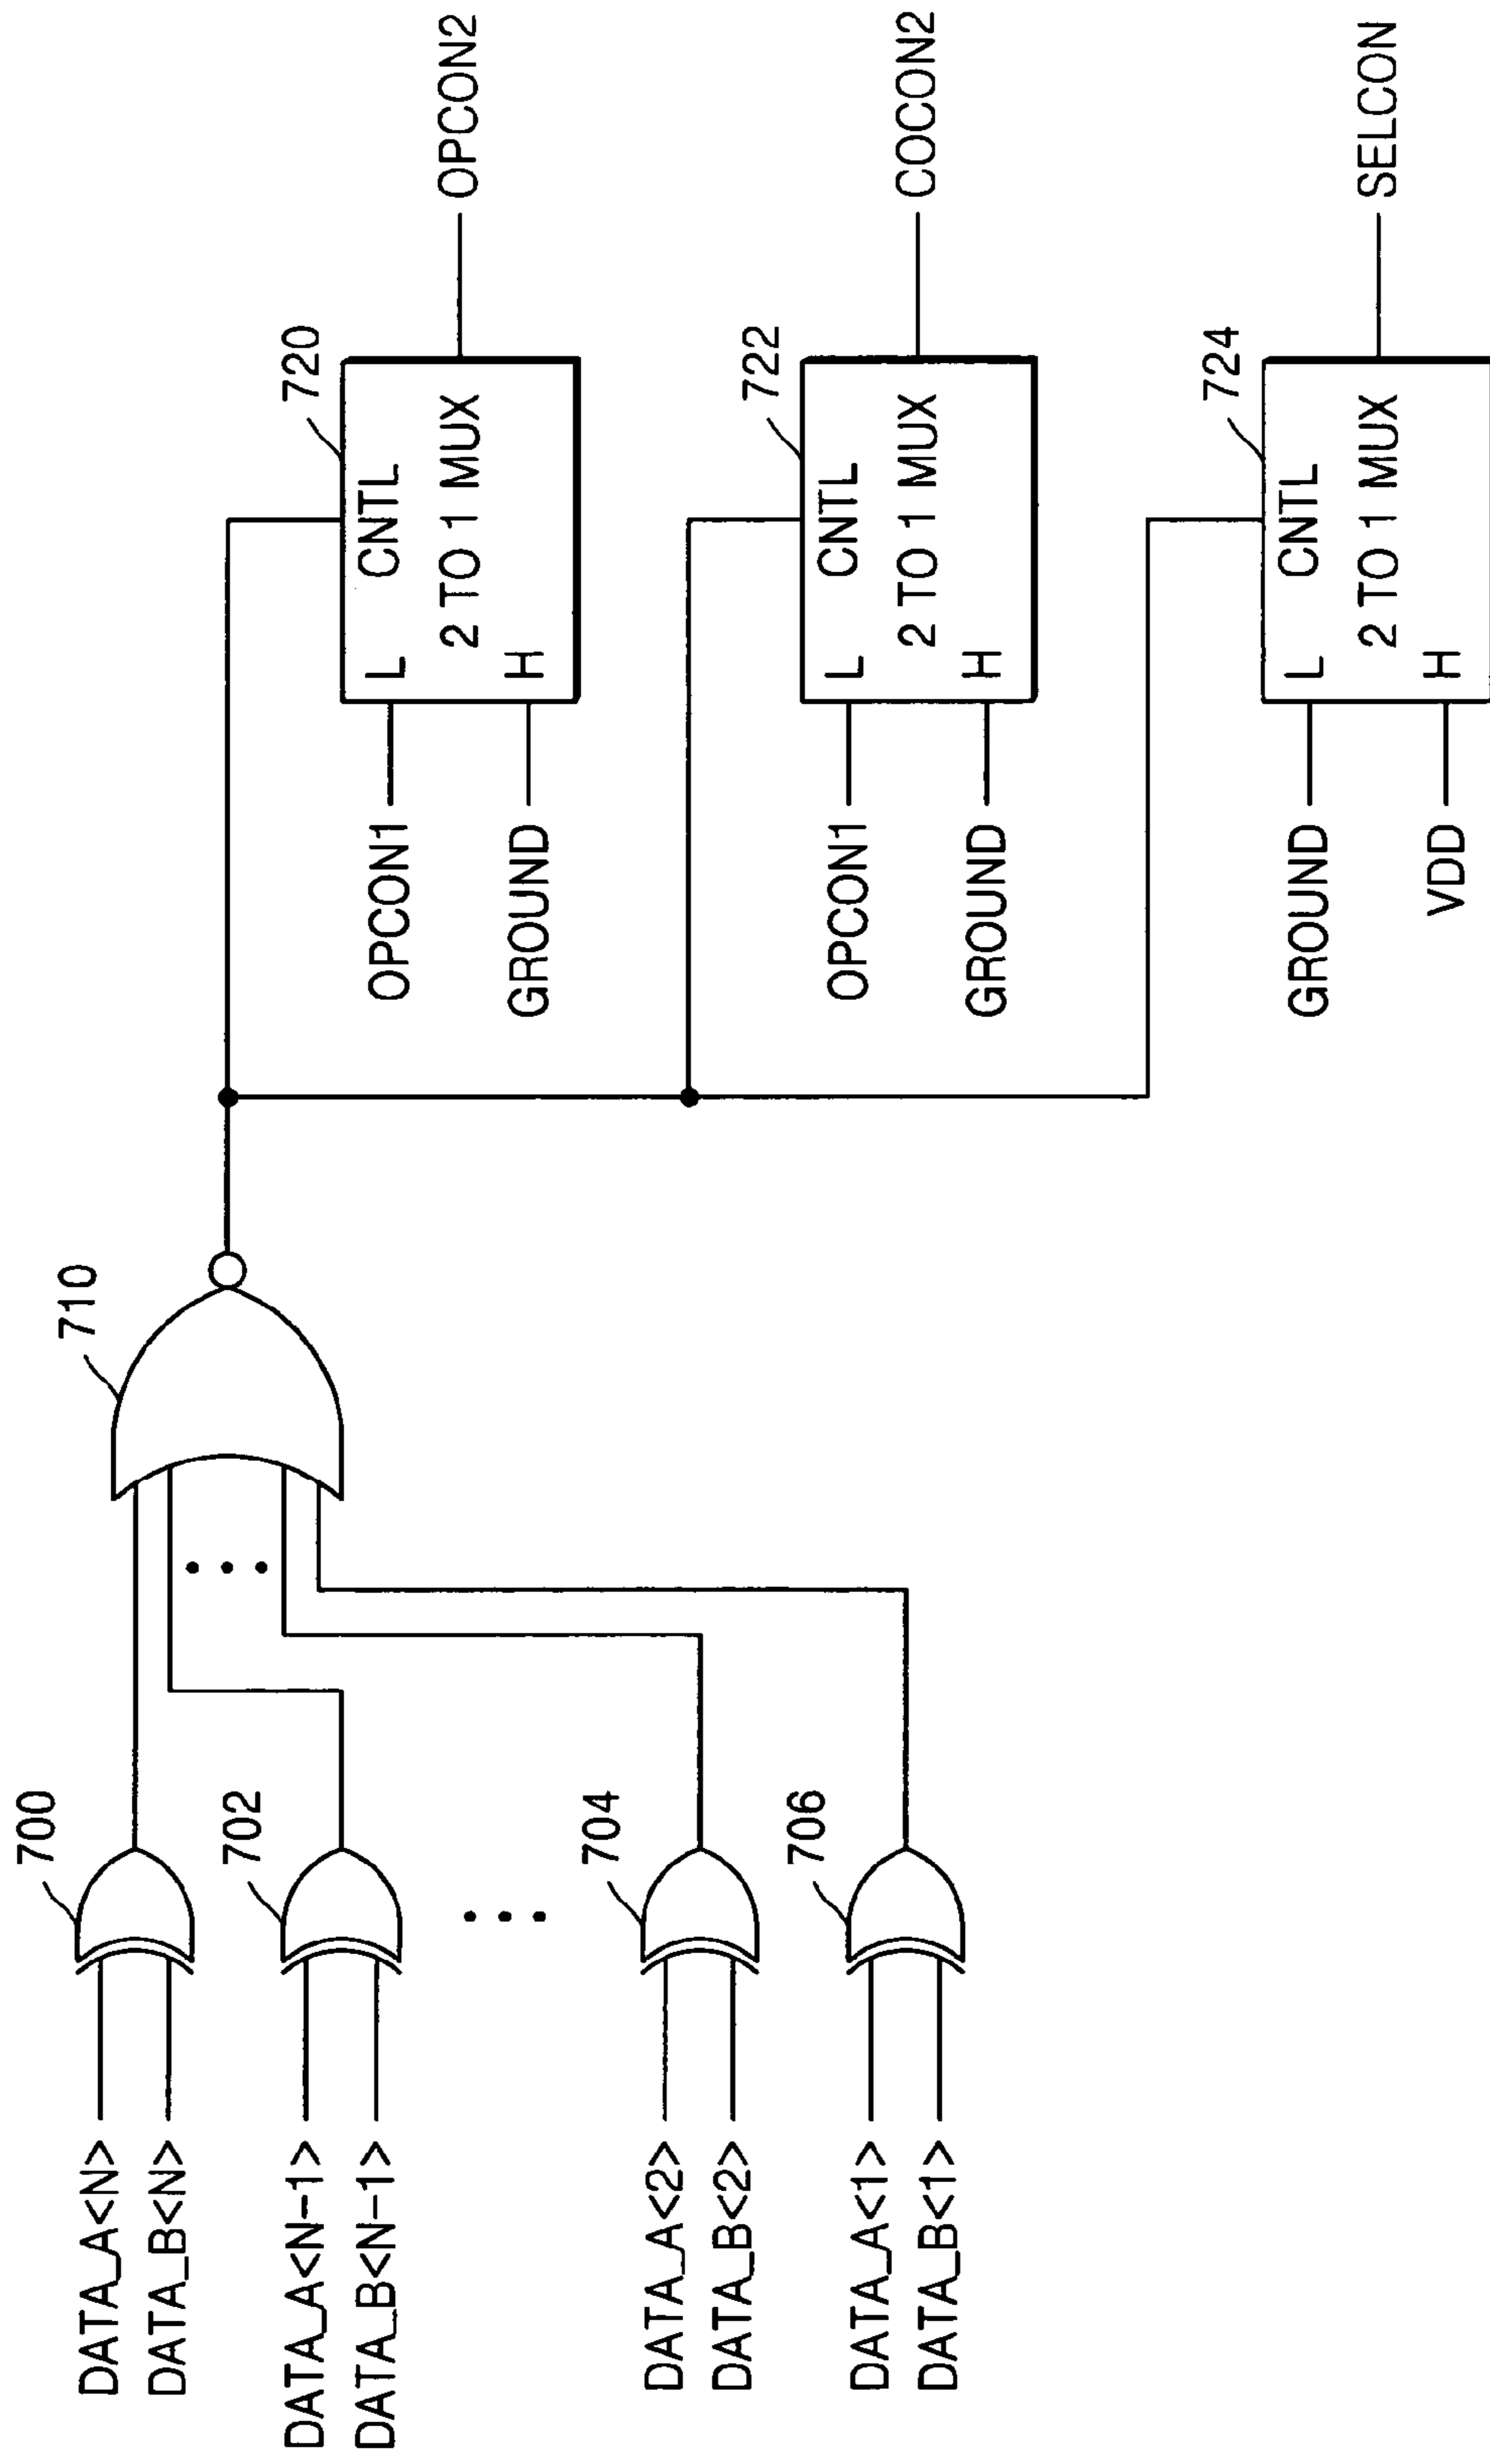 700
DATA_A<N>
DATA_B<N>
702
DATA_A<N-1>
DATA_B<N-1>
704
DATA_A<2>
DATA_B<2>
706
DATA_A<1>
DATA_B<1>
710
720
OPCON1
GROUND
L CNTL
2 TO 1 MUX
H
OPCON2
722
OPCON1
GROUND
L CNTL
2 TO 1 MUX
H
COCON2
724
GROUND
VDD
L CNTL
2 TO 1 MUX
H
SELCON